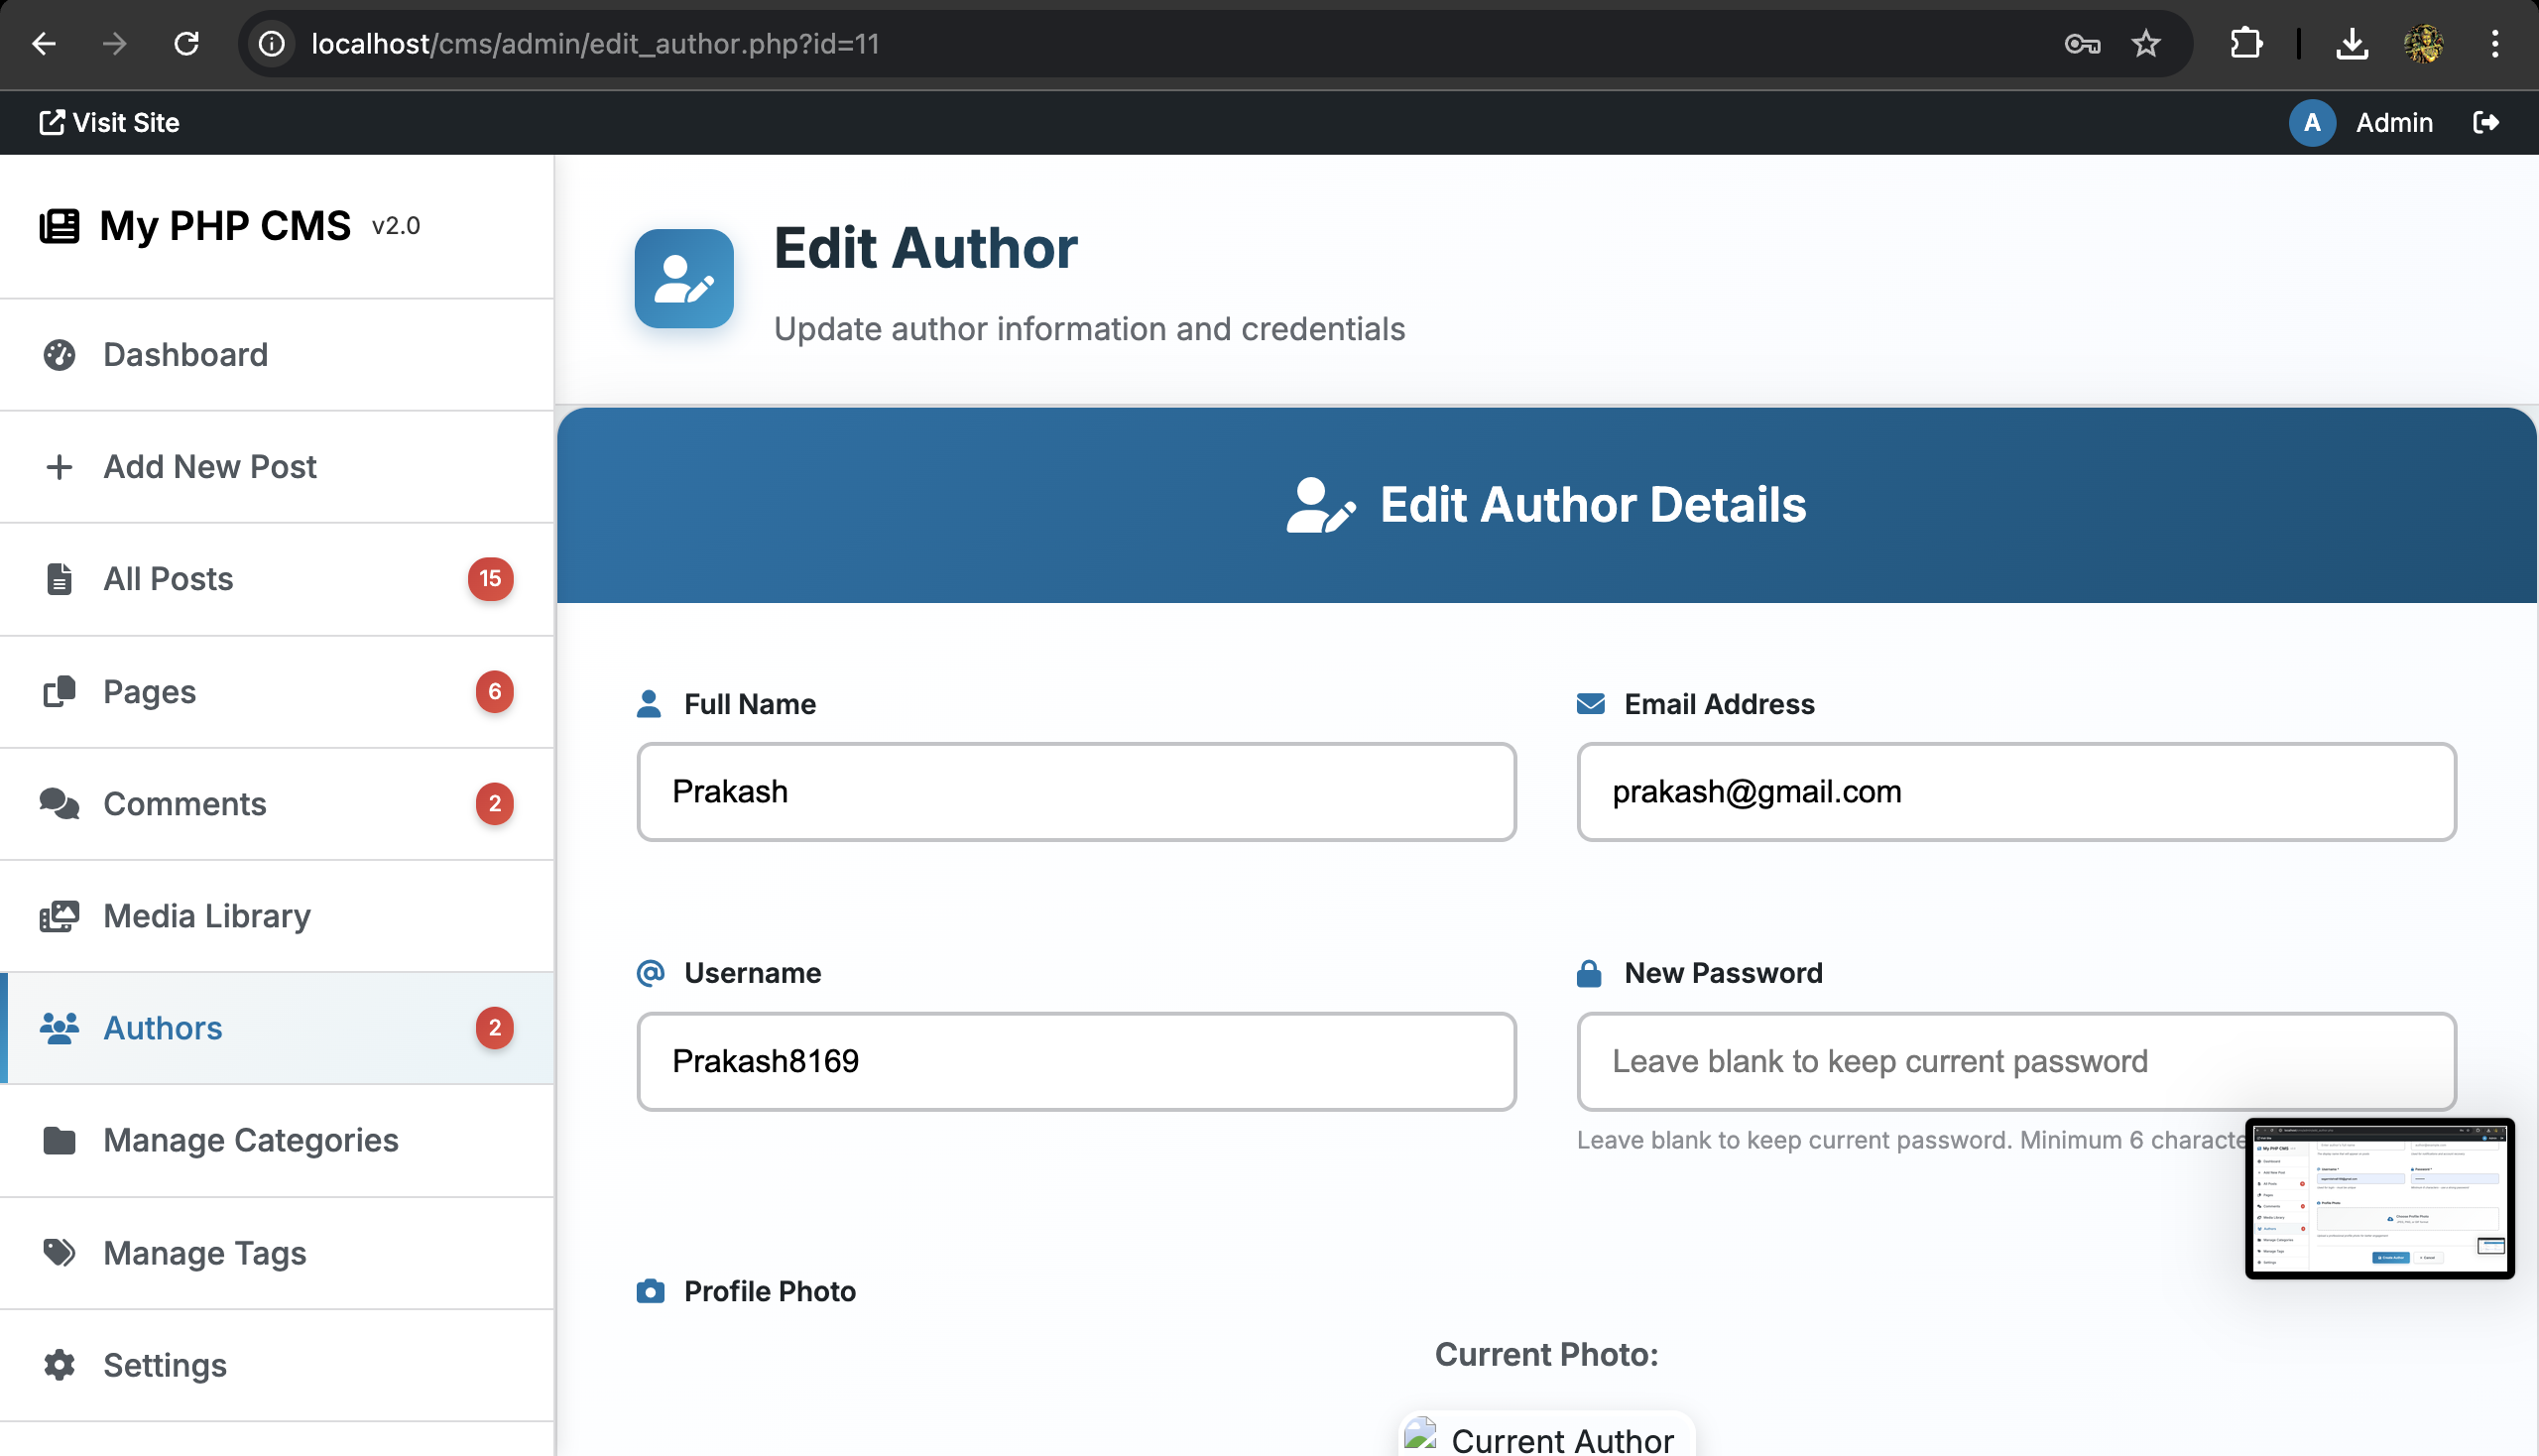 localhost/cms/admin/edit_author.php?id=11
Visit Site
A Admin
My PHP CMS v2.0
Dashboard
Add New Post
All Posts 15
Pages 6
Comments 2
Media Library
Authors 2
Manage Categories
Manage Tags
Settings
Edit Author
Update author information and credentials
Edit Author Details
Full Name
Prakash
Email Address
prakash@gmail.com
Username
Prakash8169
New Password
Leave blank to keep current password
Leave blank to keep current password. Minimum 6
Profile Photo
Current Photo:
Current Author